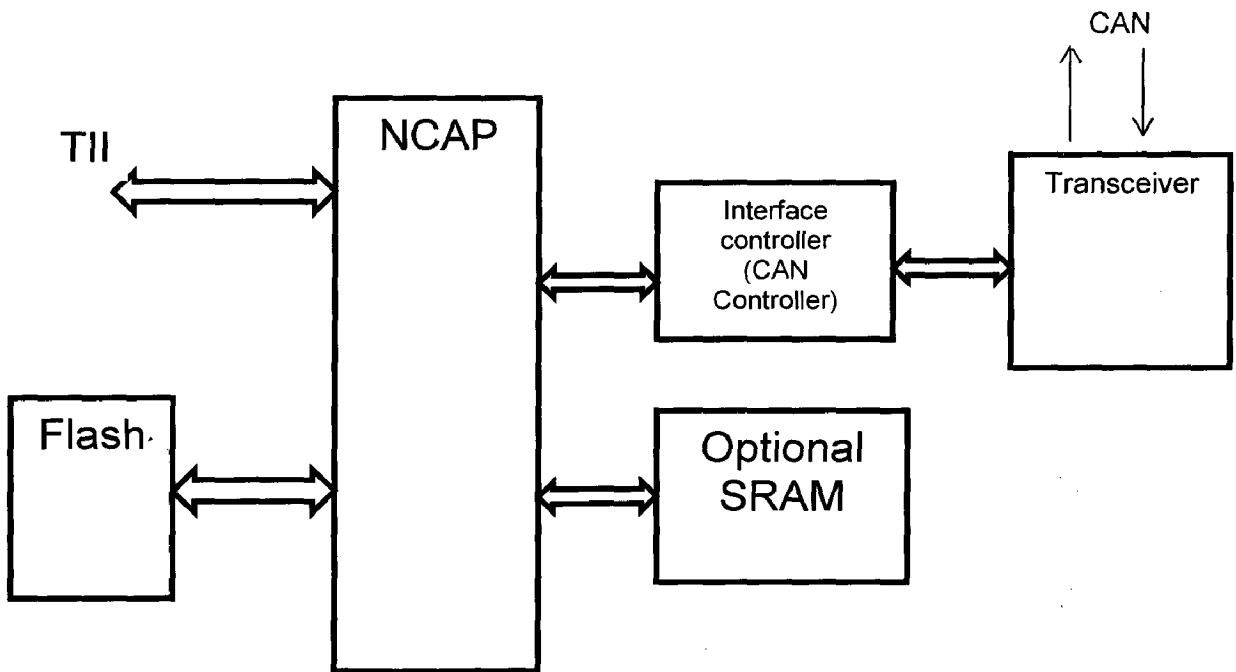 CAN
TII
NCAP
Transceiver
Interface
controller
(CAN
Controller)
Flash
Optional
SRAM